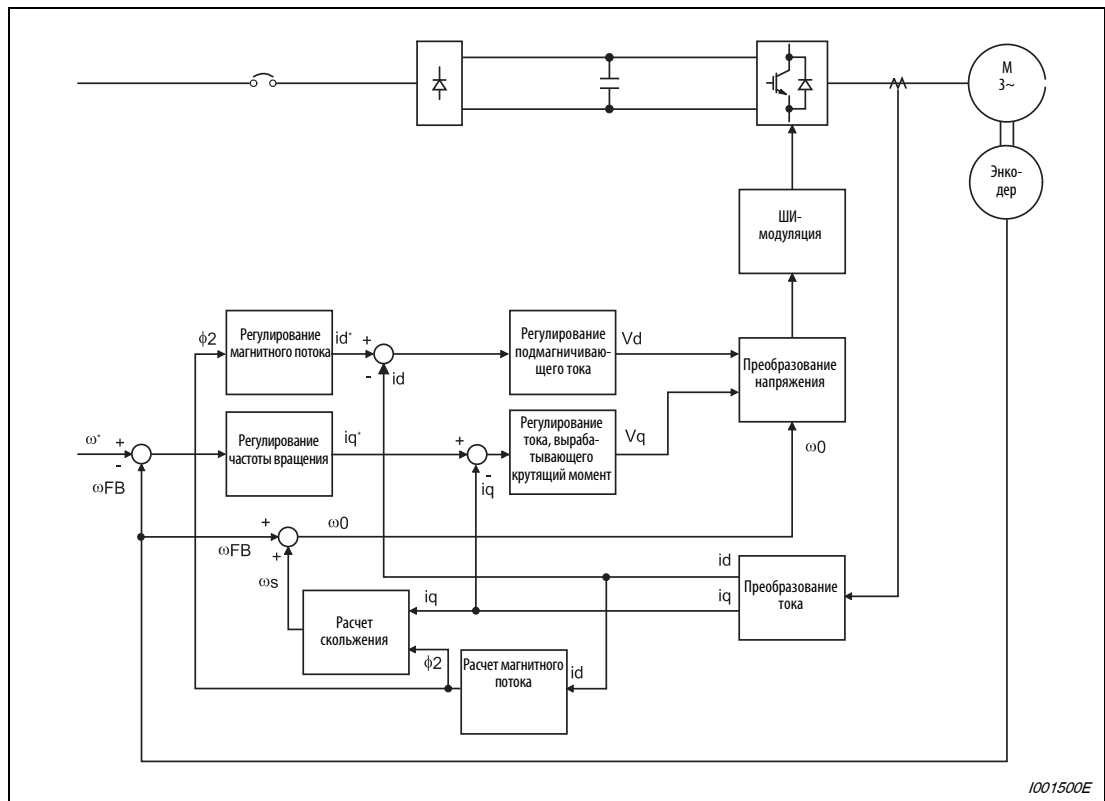 M
3~
Энко-
дер
ШИ-
модуляция
ϕ2
Регулирование
магнитного потока
id*
+
-
id
Регулирование
подмагничиваю-
щего тока
Vd
Преобразование
напряжения
ω*
+
-
ωFB
Регулирование
частоты вращения
iq*
+
-
iq
Регулирование
тока, выраба-
тывающего
крутящий момент
Vq
ω0
+
ωFB
+
ω0
ωs
Расчет
скольжения
iq
ϕ2
Расчет магнитного
потока
id
id
iq
Преобразование
тока
I001500E